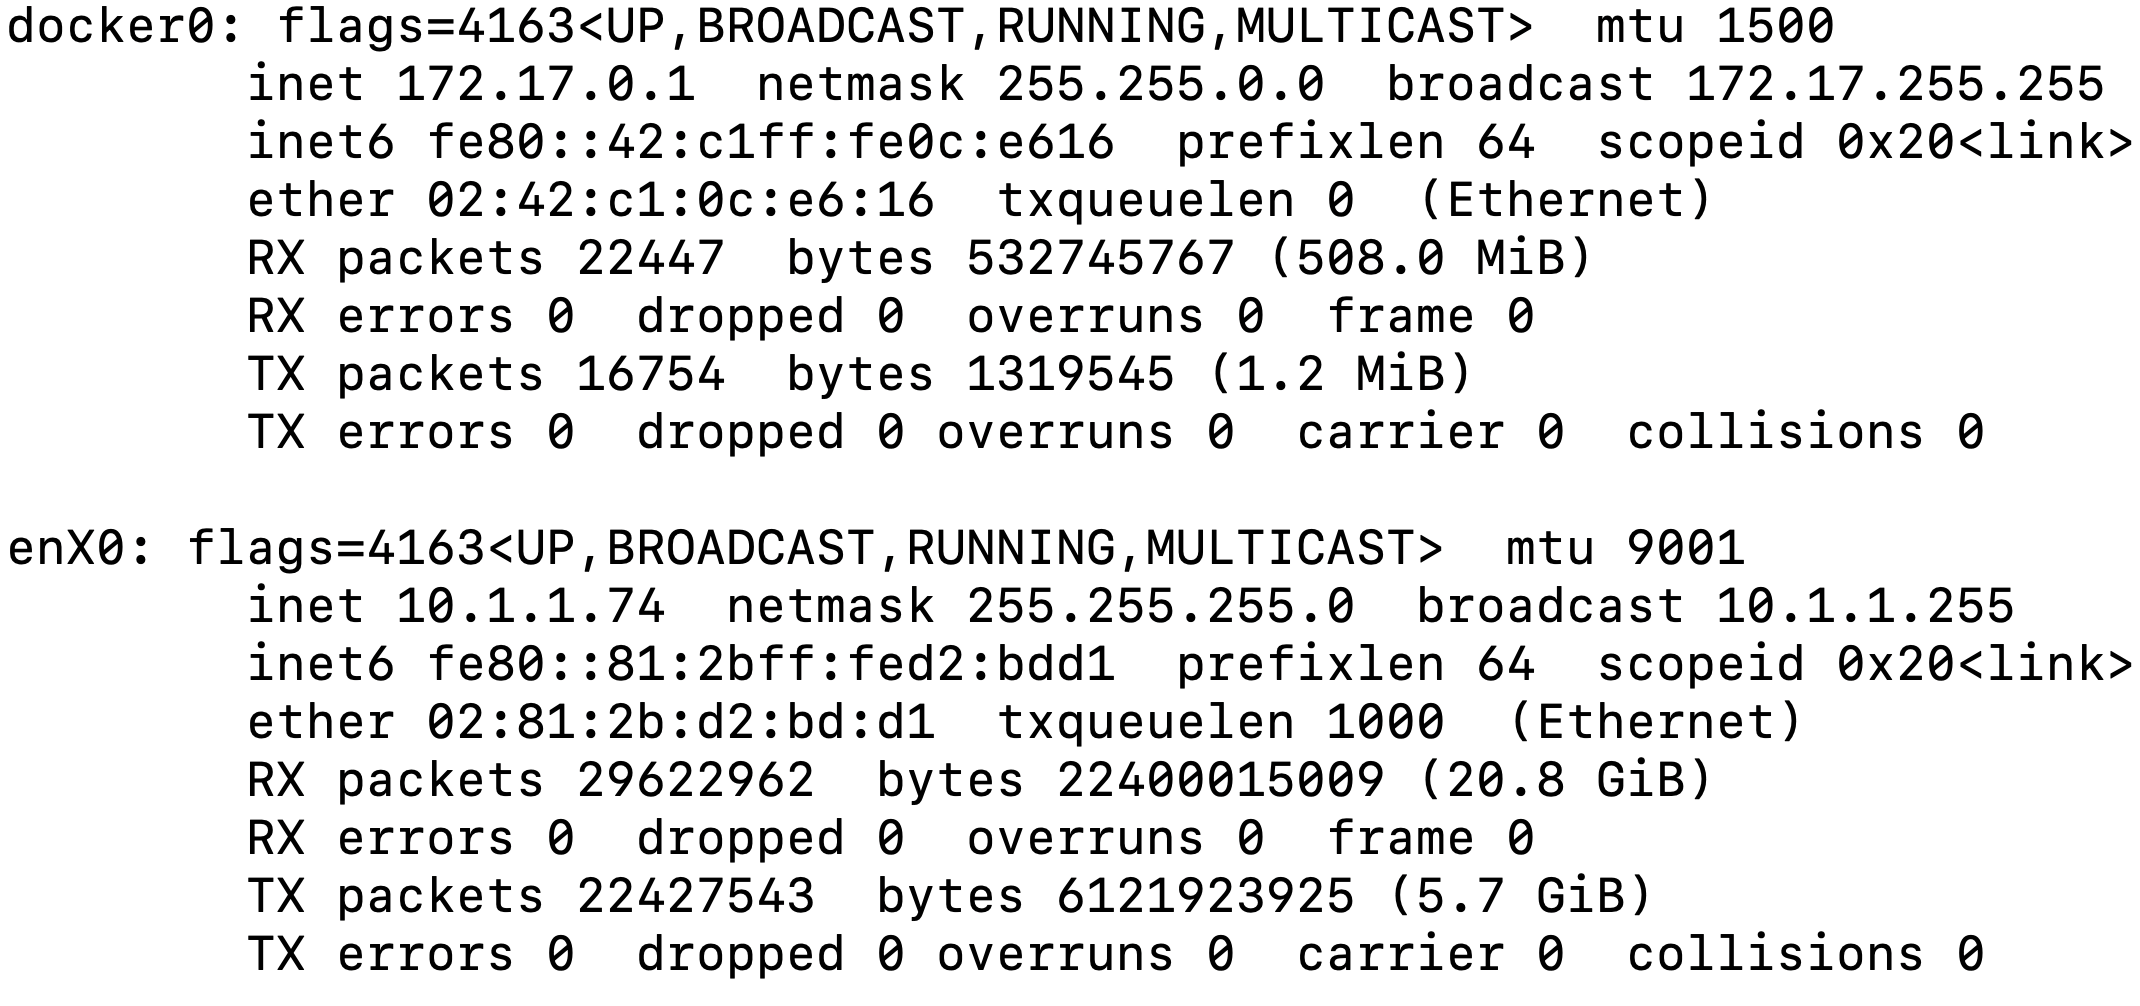 docker0: flags=4163<UP,BROADCAST,RUNNING,MULTICAST>  mtu 1500
        inet 172.17.0.1  netmask 255.255.0.0  broadcast 172.17.255.255
        inet6 fe80::42:c1ff:fe0c:e616  prefixlen 64  scopeid 0x20<link>
        ether 02:42:c1:0c:e6:16  txqueuelen 0  (Ethernet)
        RX packets 22447  bytes 532745767 (508.0 MiB)
        RX errors 0  dropped 0  overruns 0  frame 0
        TX packets 16754  bytes 1319545 (1.2 MiB)
        TX errors 0  dropped 0 overruns 0  carrier 0  collisions 0

enX0: flags=4163<UP,BROADCAST,RUNNING,MULTICAST>  mtu 9001
        inet 10.1.1.74  netmask 255.255.255.0  broadcast 10.1.1.255
        inet6 fe80::81:2bff:fed2:bdd1  prefixlen 64  scopeid 0x20<link>
        ether 02:81:2b:d2:bd:d1  txqueuelen 1000  (Ethernet)
        RX packets 29622962  bytes 22400015009 (20.8 GiB)
        RX errors 0  dropped 0  overruns 0  frame 0
        TX packets 22427543  bytes 6121923925 (5.7 GiB)
        TX errors 0  dropped 0 overruns 0  carrier 0  collisions 0